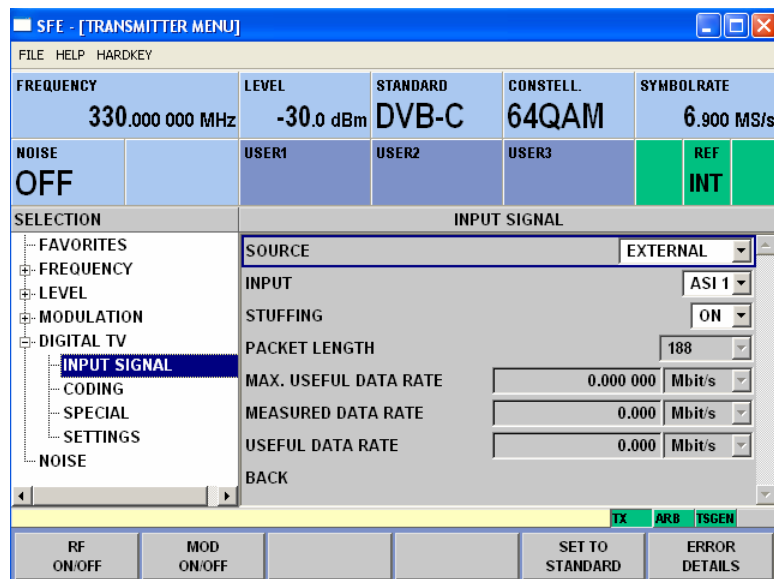 SFE - [TRANSMITTER MENU]
FILE HELP HARDKEY
FREQUENCY
330.000 000 MHz
LEVEL
-30.0 dBm
STANDARD
DVB-C
CONSTELL.
64QAM
SYMBOLRATE
6.900 MS/s
NOISE
OFF
USER1
USER2
USER3
REF
INT
SELECTION
FAVORITES
FREQUENCY
LEVEL
MODULATION
DIGITAL TV
INPUT SIGNAL
CODING
SPECIAL
SETTINGS
NOISE
INPUT SIGNAL
SOURCE EXTERNAL
INPUT ASI 1
STUFFING ON
PACKET LENGTH 188
MAX. USEFUL DATA RATE 0.000 000 Mbit/s
MEASURED DATA RATE 0.000 Mbit/s
USEFUL DATA RATE 0.000 Mbit/s
BACK
TX ARB TSGEN
RF
ON/OFF
MOD
ON/OFF
SET TO
STANDARD
ERROR
DETAILS